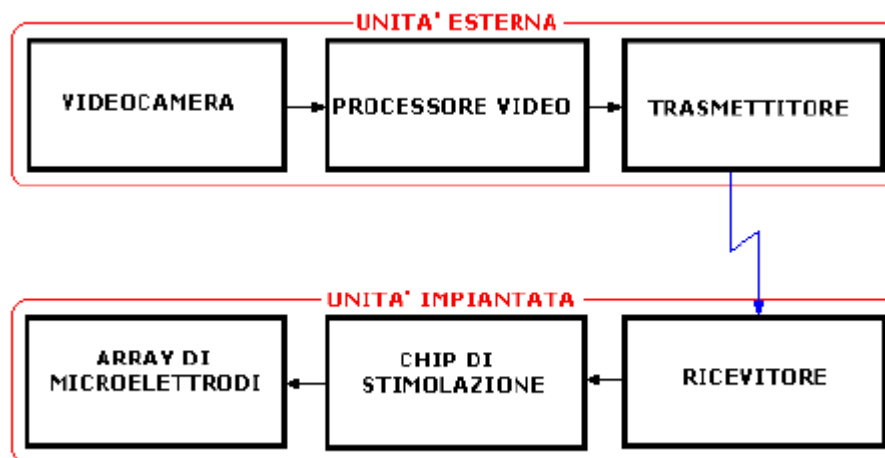 UNITA' ESTERNA
VIDEOCAMERA
PROCESSORE VIDEO
TRASMETTITORE
UNITA' IMPIANTATA
ARRAY DI
MICROELETTRODI
CHIP DI
STIMOLAZIONE
RICEVITORE